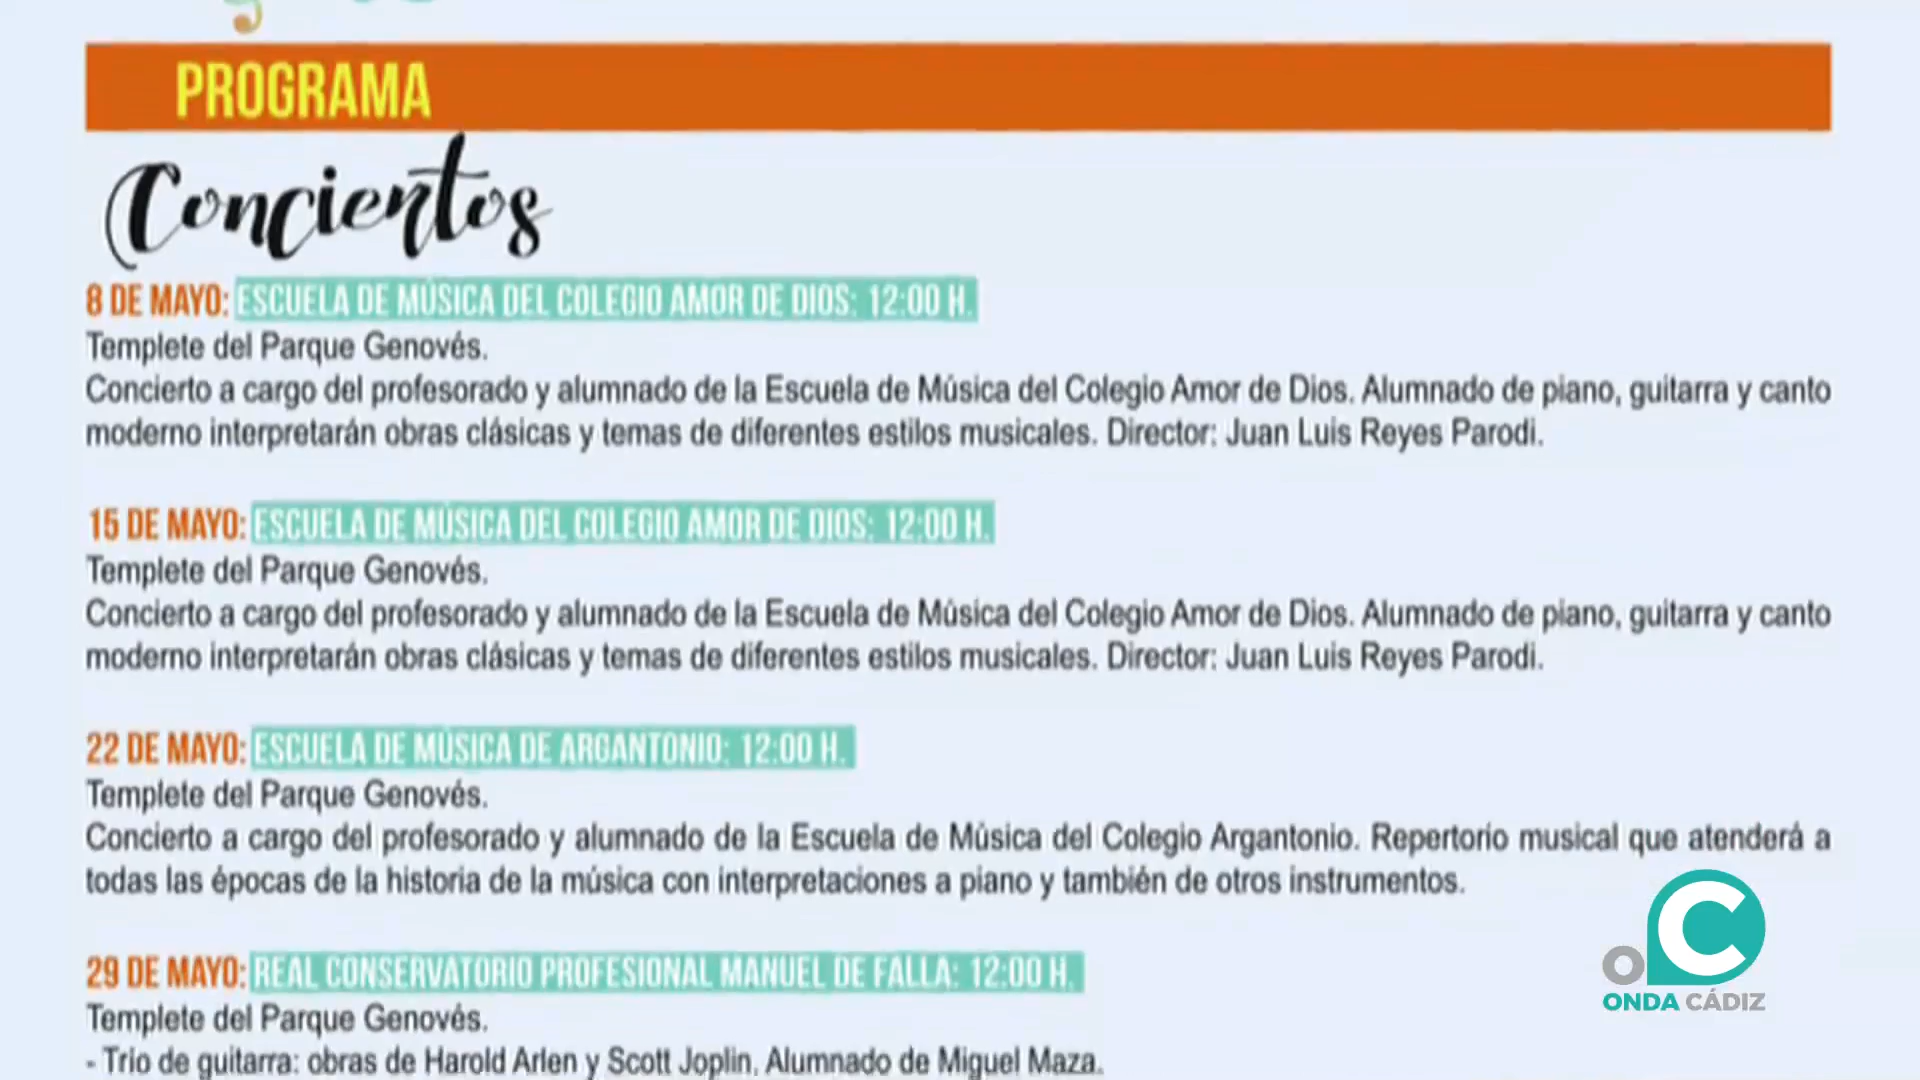 PROGRAMA
Conciertos
8 DE MAYO: ESCUELA DE MÚSICA DEL COLEGIO AMOR DE DIOS: 12:00 H.
Templete del Parque Genovés.
Concierto a cargo del profesorado y alumnado de la Escuela de Música del Colegio Amor de Dios. Alumnado de piano, guitarra y canto
moderno interpretarán obras clásicas y temas de diferentes estilos musicales. Director: Juan Luis Reyes Parodi.
15 DE MAYO: ESCUELA DE MÚSICA DEL COLEGIO AMOR DE DIOS: 12:00 H.
Templete del Parque Genovés.
Concierto a cargo del profesorado y alumnado de la Escuela de Música del Colegio Amor de Dios. Alumnado de piano, guitarra y canto
moderno interpretarán obras clásicas y temas de diferentes estilos musicales. Director: Juan Luis Reyes Parodi.
22 DE MAYO: ESCUELA DE MÚSICA DE ARGANTONIO: 12:00 H.
Templete del Parque Genovés.
Concierto a cargo del profesorado y alumnado de la Escuela de Música del Colegio Argantonio. Repertorio musical que atenderá a
todas las épocas de la historia de la música con interpretaciones a piano y también de otros instrumentos.
29 DE MAYO: REAL CONSERVATORIO PROFESIONAL MANUEL DE FALLA: 12:00 H.
Templete del Parque Genovés.
- Trio de guitarra: obras de Harold Arlen y Scott Joplin. Alumnado de Miguel Maza.
OC
ONDA CÁDIZ